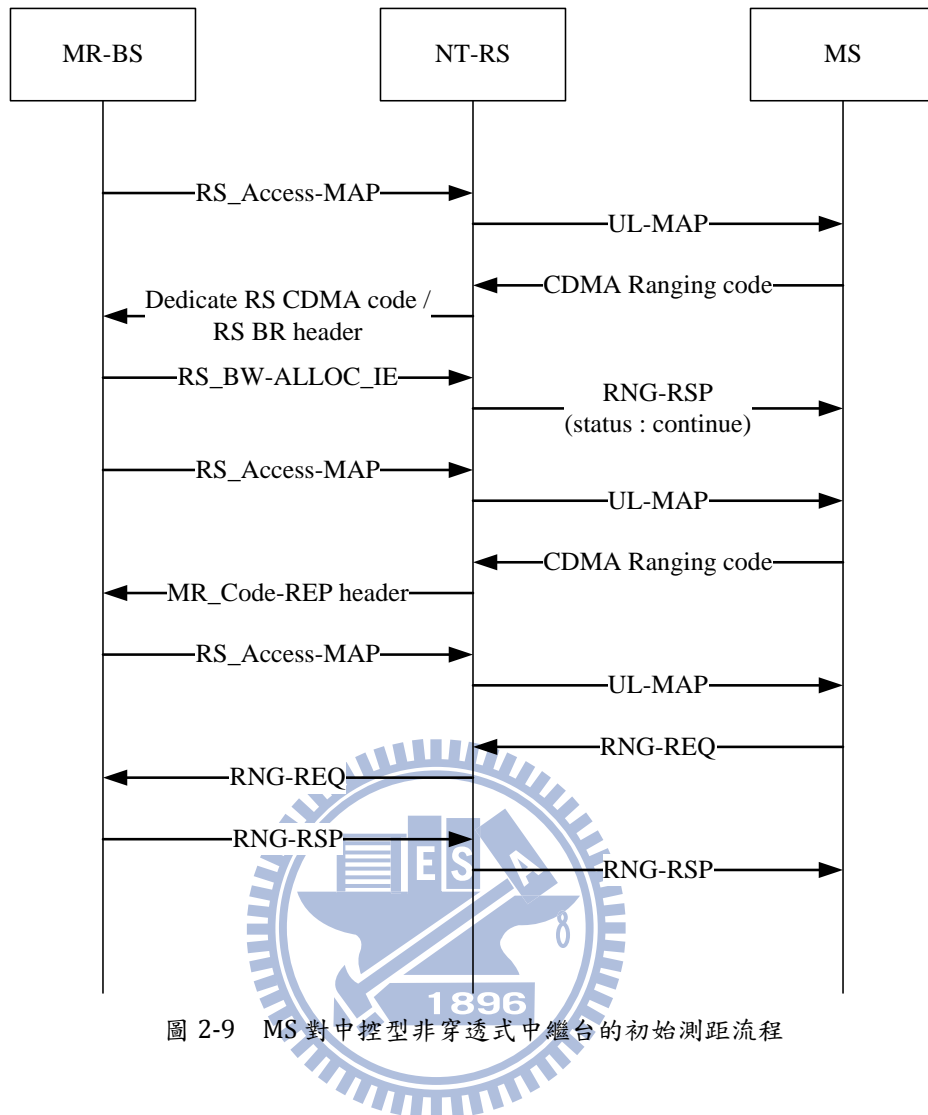 MR-BS
NT-RS
MS
RS_Access-MAP
UL-MAP
CDMA Ranging code
Dedicate RS CDMA code /
RS BR header
RS_BW-ALLOC_IE
RNG-RSP
(status : continue)
RS_Access-MAP
UL-MAP
CDMA Ranging code
MR_Code-REP header
RS_Access-MAP
UL-MAP
RNG-REQ
RNG-REQ
RNG-RSP
RNG-RSP
E S A
1896
圖 2-9 MS 對中控型非穿透式中繼台的初始測距流程